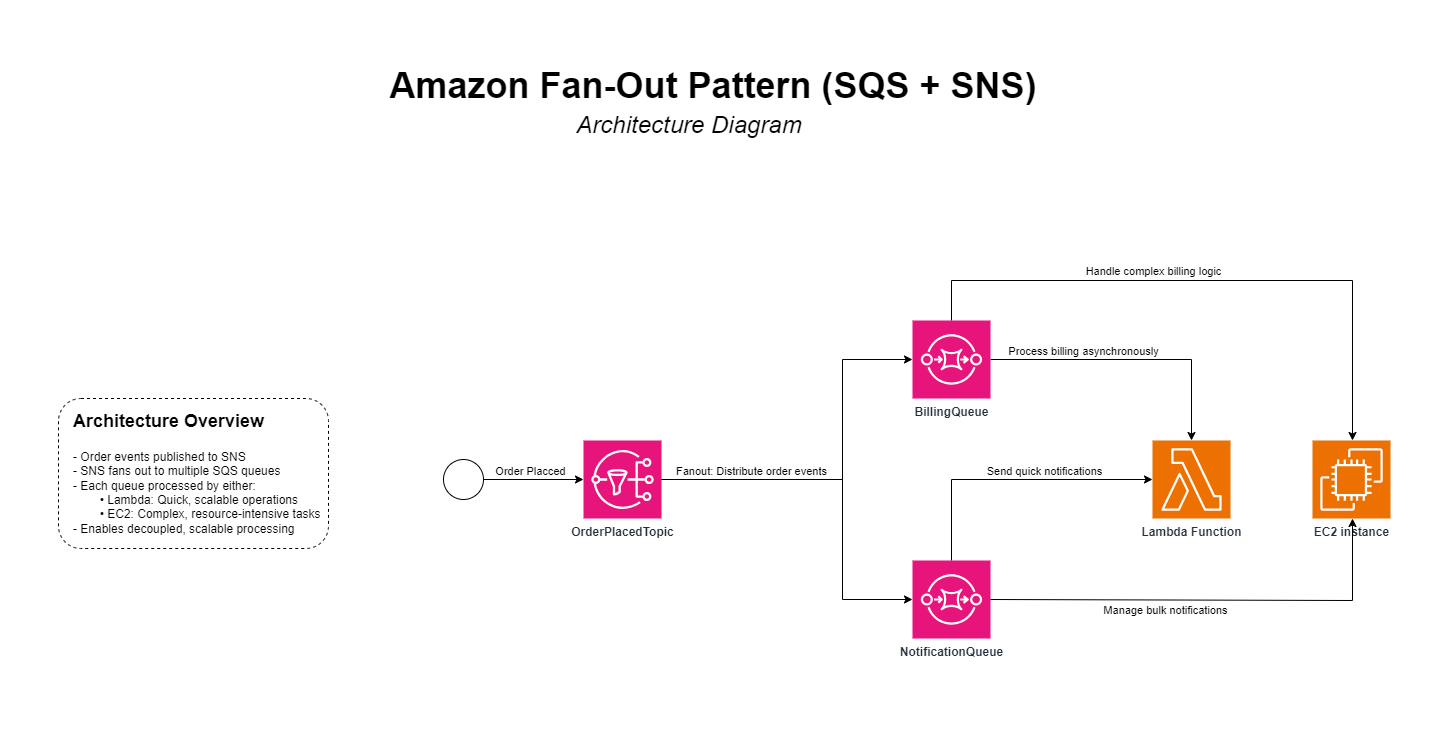 Amazon Fan-Out Pattern (SQS + SNS)
Architecture Diagram
Architecture Overview
- Order events published to SNS
- SNS fans out to multiple SQS queues
- Each queue processed by either:
• Lambda: Quick, scalable operations
• EC2: Complex, resource-intensive tasks
- Enables decoupled, scalable processing
Order Placced
OrderPlacedTopic
Fanout: Distribute order events
Handle complex billing logic
Process billing asynchronously
BillingQueue
Send quick notifications
Lambda Function
EC2 instance
Manage bulk notifications
NotificationQueue